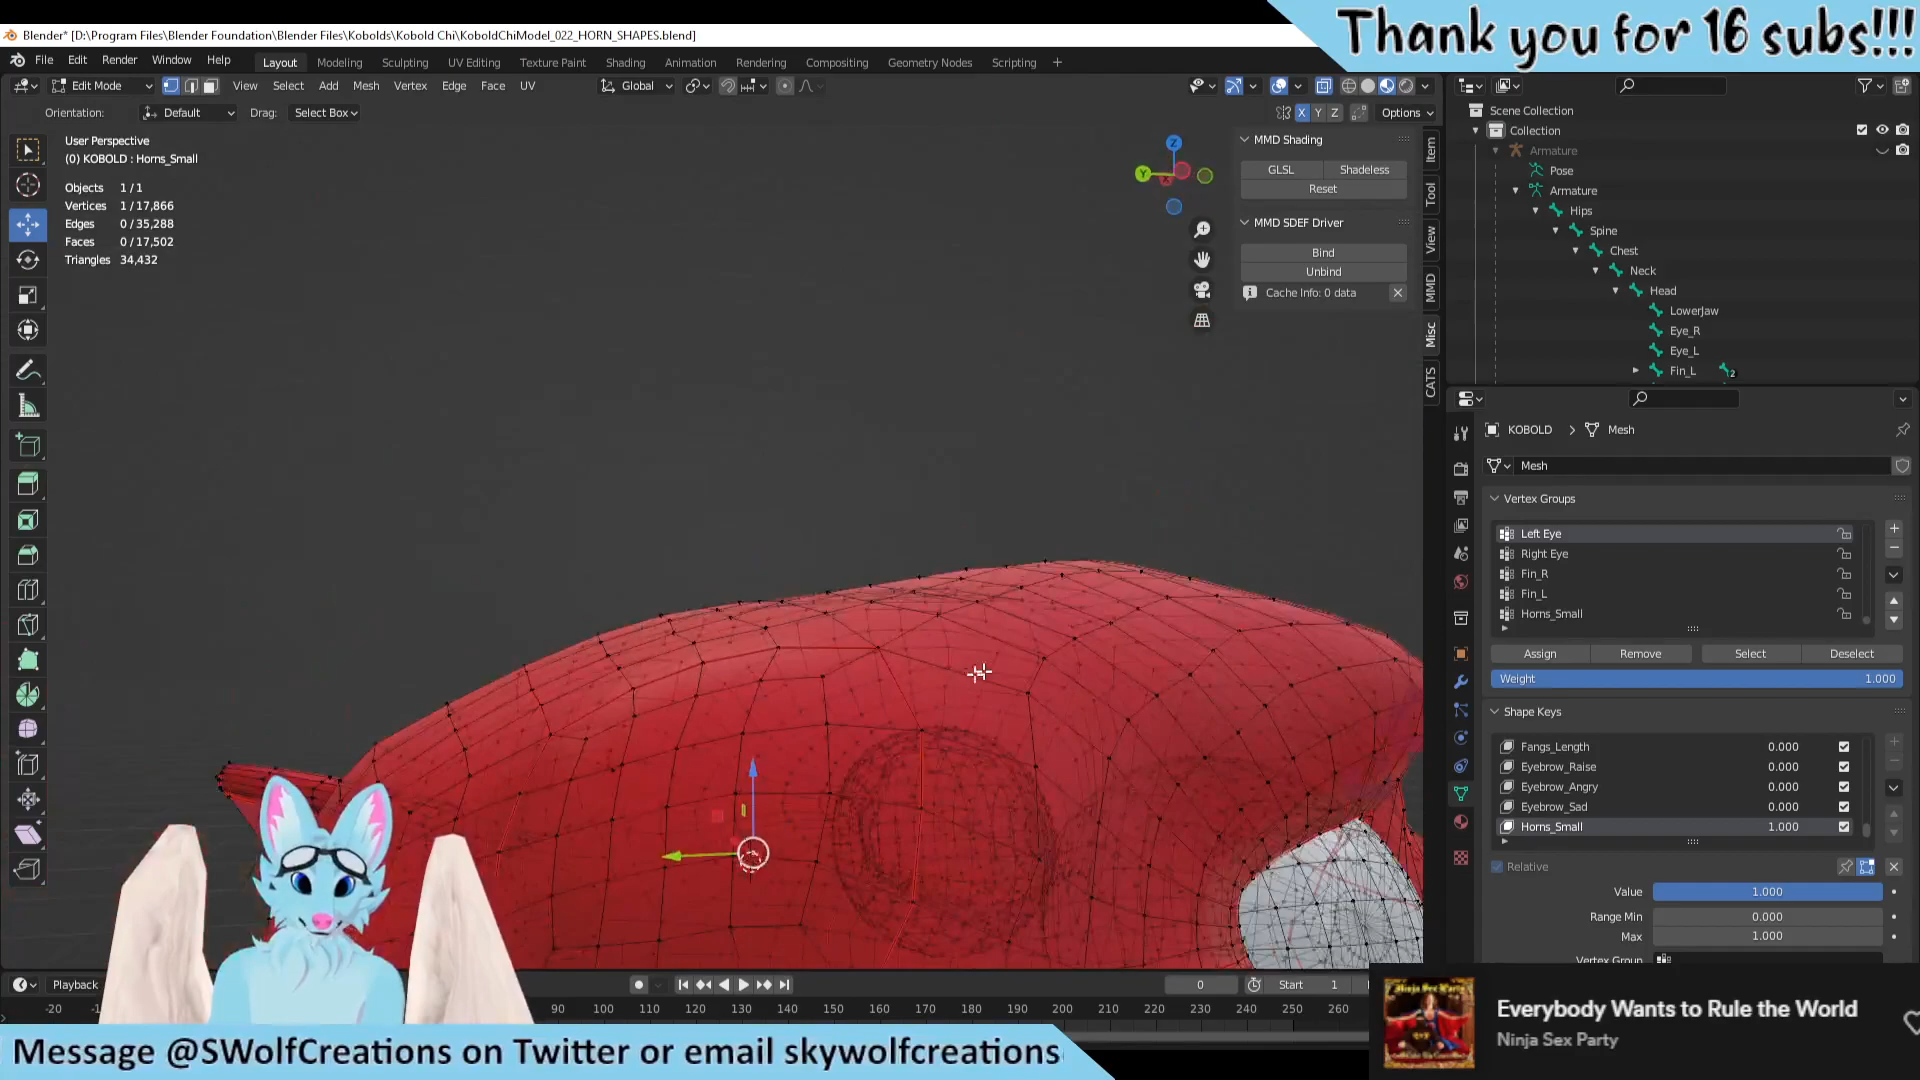 Thank you for 16 subs!!!
Blender* [D:\Program Files\Blender Foundation\Blender Files\Kobolds\Kobold Chi\KoboldChiModel_022_HORN_SHAPES.blend]
File Edit Render Window Help Layout Modeling Sculpting UV Editing Texture Paint Shading Animation Rendering Compositing Geometry Nodes Scripting +
Edit Mode View Select Add Mesh Vertex Edge Face UV Global
Orientation: Default Drag: Select Box X Y Z Options
User Perspective
(0) KOBOLD : Horns_Small
Objects 1 / 1
Vertices 1 / 17,866
Edges 0 / 35,288
Faces 0 / 17,502
Triangles 34,432
Z
Y
X
MMD Shading
GLSL Shadeless
Reset
MMD SDEF Driver
Bind
Unbind
Cache Info: 0 data
Item
Tool
View
MMD
Misc
CATS
Scene Collection
Collection
Armature
Pose
Armature
Hips
Spine
Chest
Neck
Head
LowerJaw
Eye_R
Eye_L
Fin_L 2
KOBOLD > Mesh
Mesh
Vertex Groups
Left Eye
Right Eye
Fin_R
Fin_L
Horns_Small
Assign Remove Select Deselect
Weight 1.000
Shape Keys
Fangs_Length 0.000
Eyebrow_Raise 0.000
Eyebrow_Angry 0.000
Eyebrow_Sad 0.000
Horns_Small 1.000
Relative
Value 1.000
Range Min 0.000
Max 1.000
Vertex Group
Playback 0 Start 1
-20 90 100 110 120 130 140 150 160 170 180 190 200 210 220 230 240 250 260
Message @SWolfCreations on Twitter or email skywolfcreations
Everybody Wants to Rule the World
Ninja Sex Party